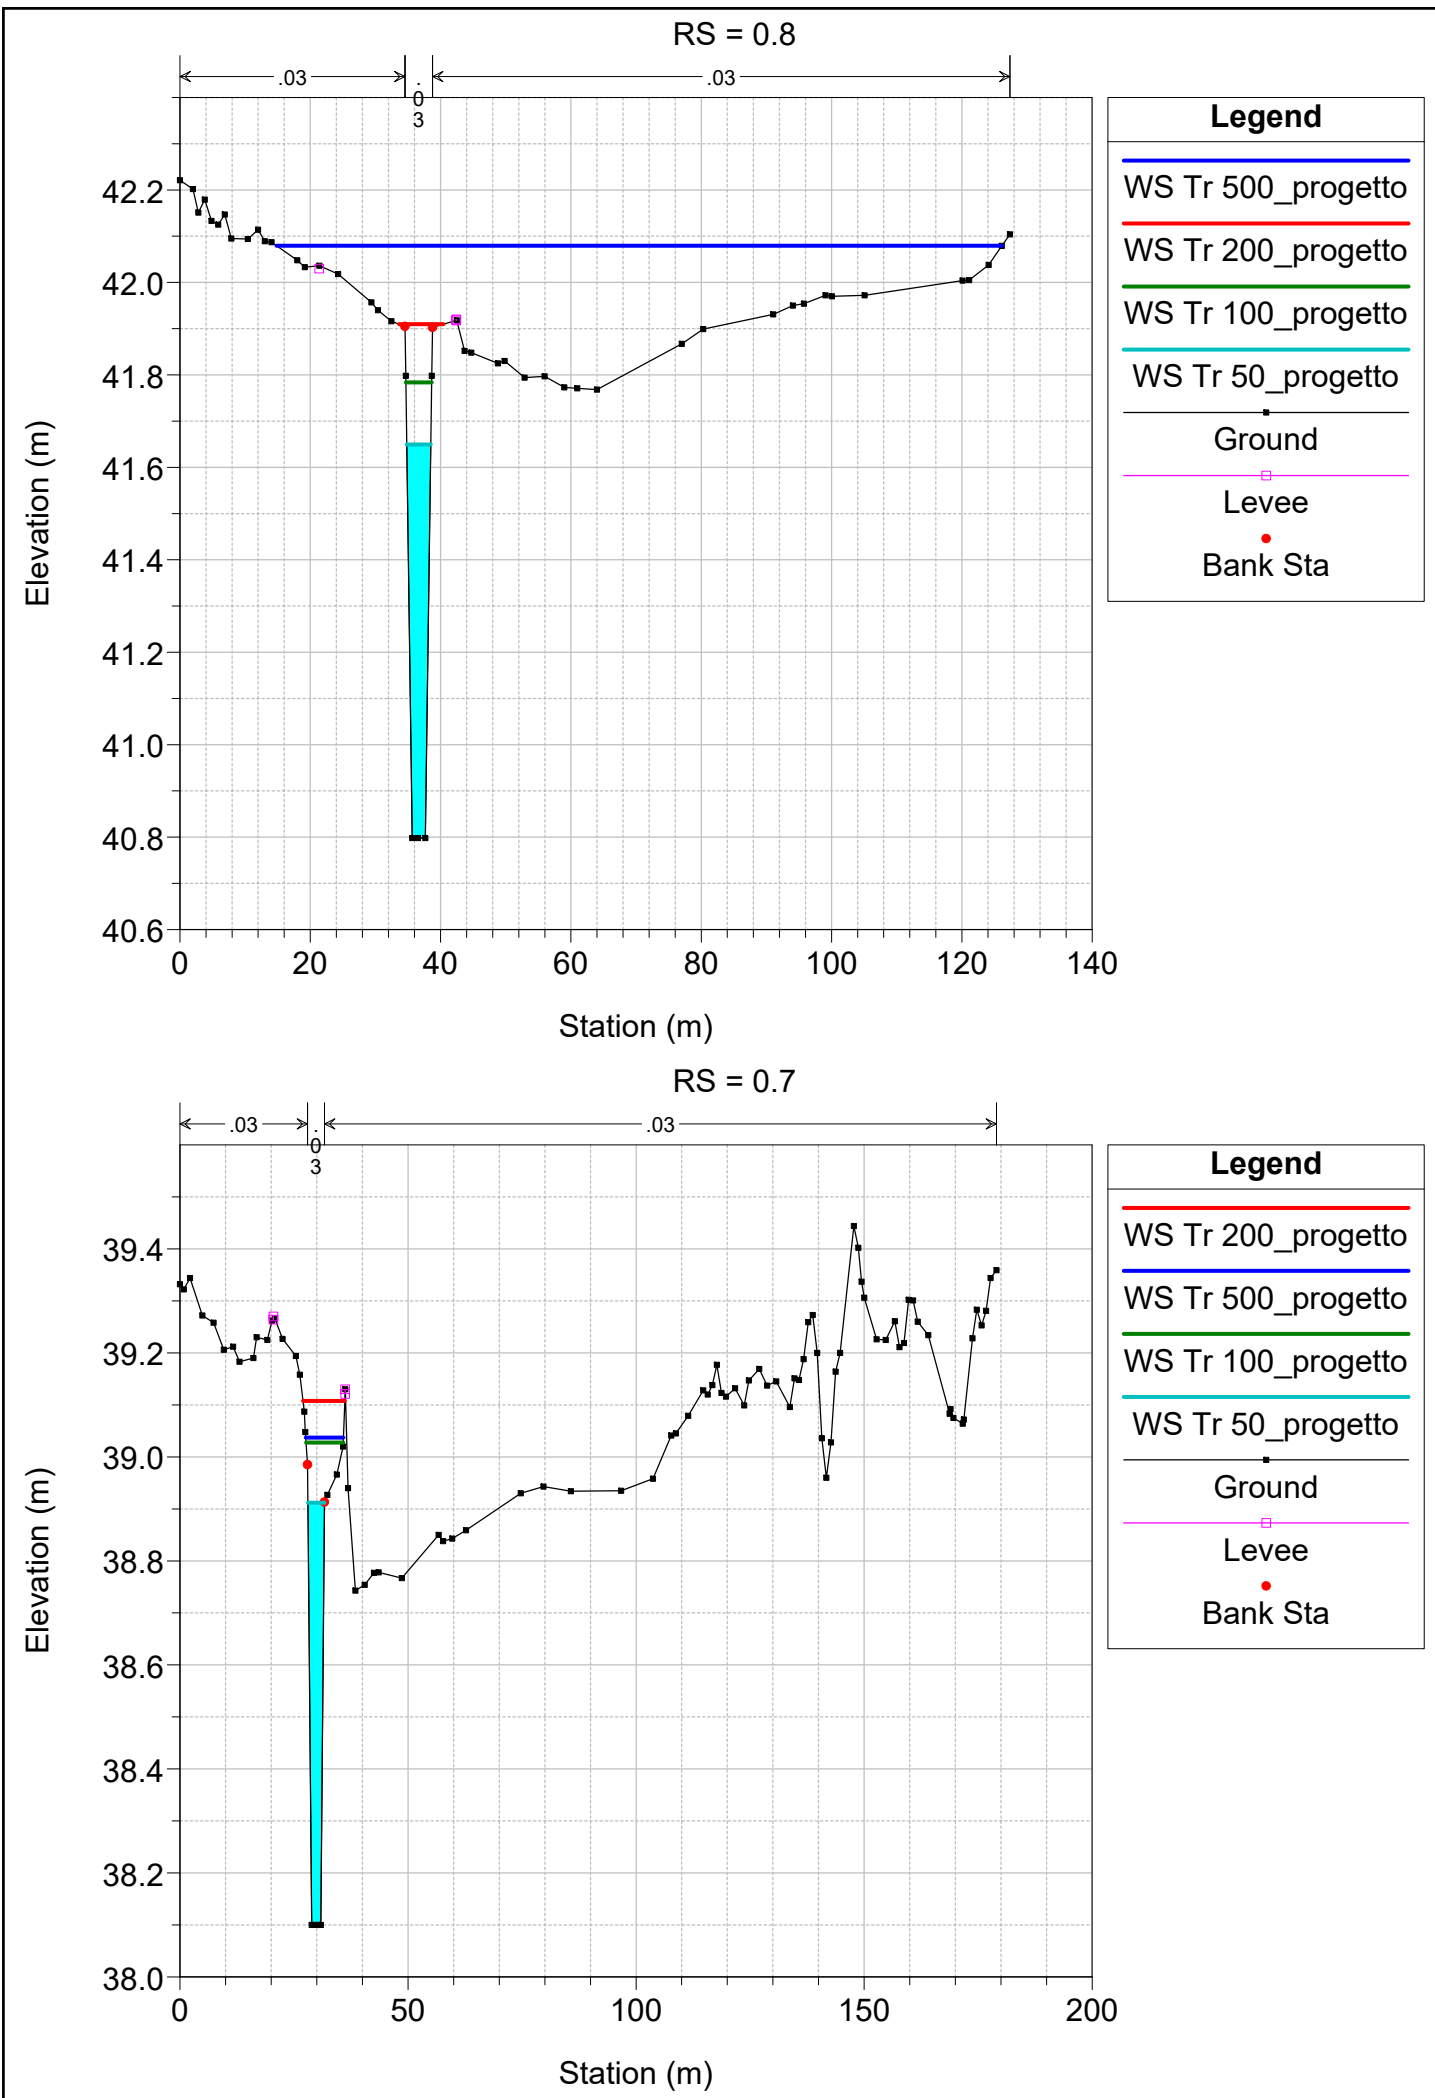 RS = 0.8
.03
.03
.03
Legend
WS Tr 500_progetto
WS Tr 200_progetto
WS Tr 100_progetto
WS Tr 50_progetto
Ground
Levee
Bank Sta
42.2
42.0
41.8
41.6
41.4
41.2
41.0
40.8
40.6
Elevation (m)
0 20 40 60 80 100 120 140
Station (m)
RS = 0.7
.03
.03
.03
Legend
WS Tr 200_progetto
WS Tr 500_progetto
WS Tr 100_progetto
WS Tr 50_progetto
Ground
Levee
Bank Sta
39.4
39.2
39.0
38.8
38.6
38.4
38.2
38.0
Elevation (m)
0 50 100 150 200
Station (m)